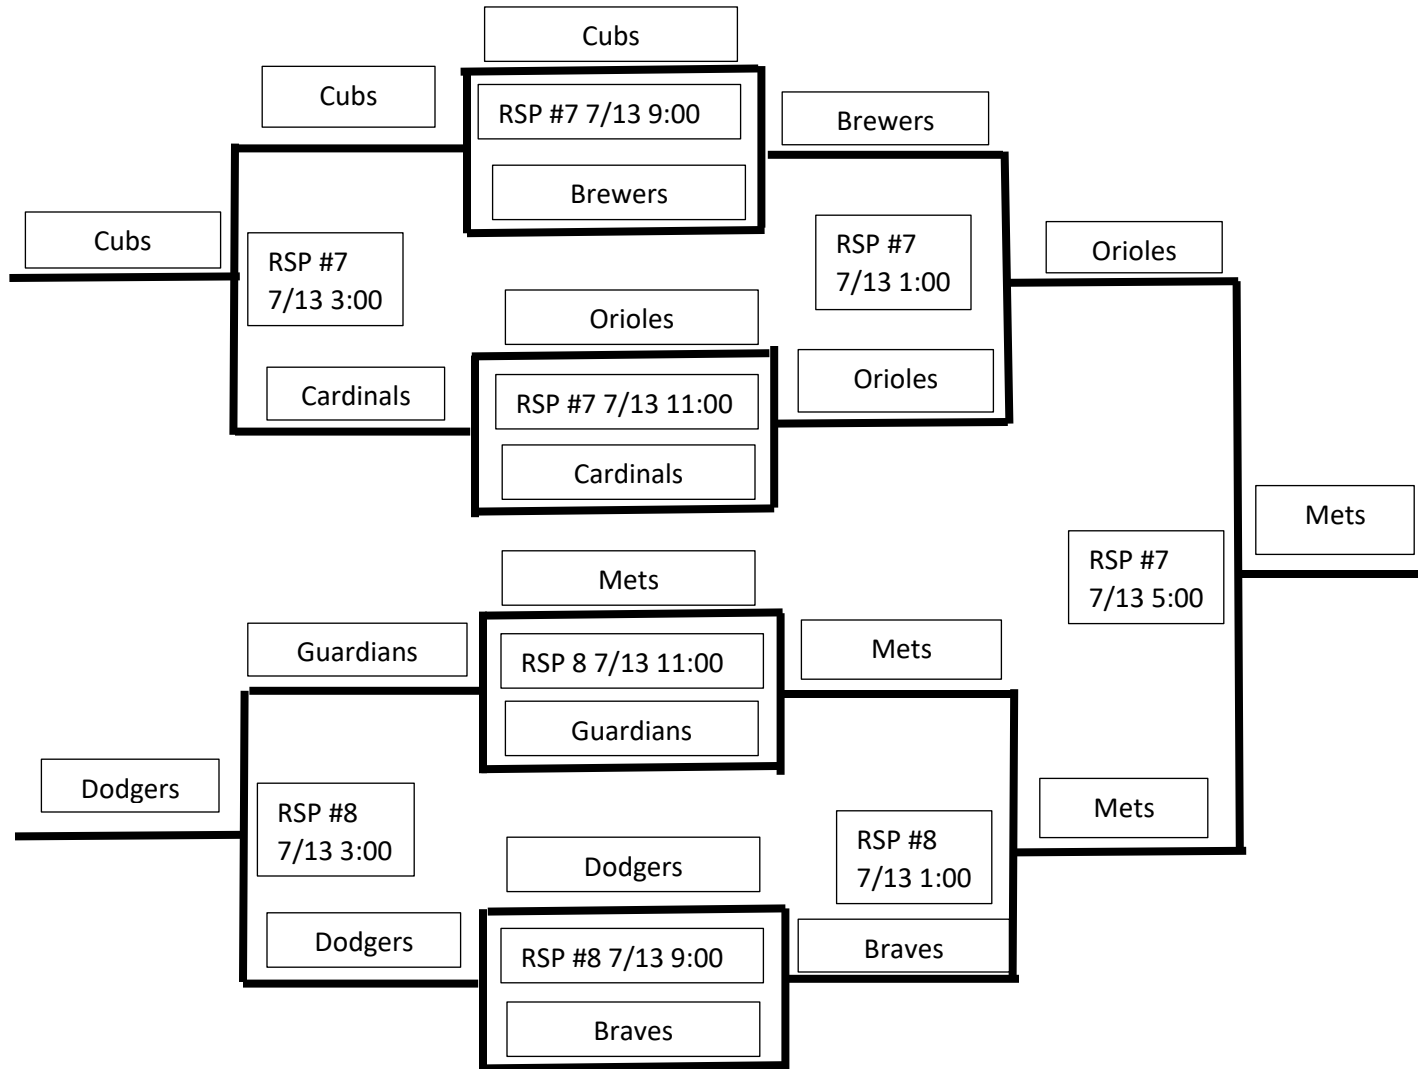 Cubs
Cubs
RSP #7 7/13 9:00
Brewers
Brewers
Cubs
RSP #7
7/13 3:00
RSP #7
7/13 1:00
Orioles
Orioles
Cardinals
RSP #7 7/13 11:00
Orioles
Cardinals
Mets
RSP #7
7/13 5:00
Mets
Guardians
RSP 8 7/13 11:00
Mets
Guardians
Dodgers
RSP #8
7/13 3:00
Mets
RSP #8
7/13 1:00
Dodgers
Dodgers
RSP #8 7/13 9:00
Braves
Braves